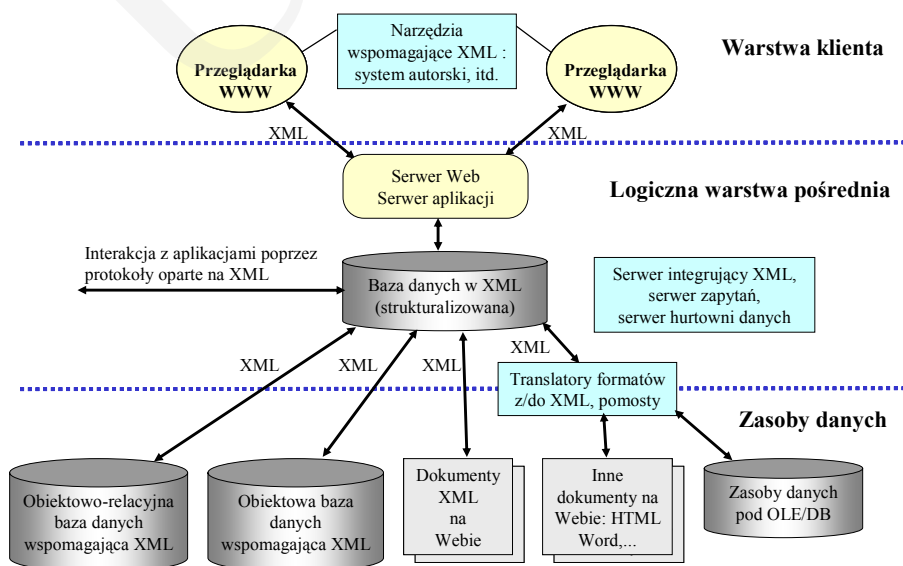 Narzędzia
wspomagające XML :
system autorski, itd.
Warstwa klienta
Przeglądarka
WWW
Przeglądarka
WWW
XML
XML
Serwer Web
Serwer aplikacji
Logiczna warstwa pośrednia
Interakcja z aplikacjami poprzez
protokoły oparte na XML
Baza danych w XML
(strukturalizowana)
Serwer integrujący XML,
serwer zapytań,
serwer hurtowni danych
XML
XML
XML
XML
Translatory formatów
z/do XML, pomosty
Zasoby danych
Obiektowo-relacyjna
baza danych
wspomagająca XML
Obiektowa baza
danych
wspomagająca XML
Dokumenty
XML
na
Webie
Inne
dokumenty na
Webie: HTML
Word,...
Zasoby danych
pod OLE/DB